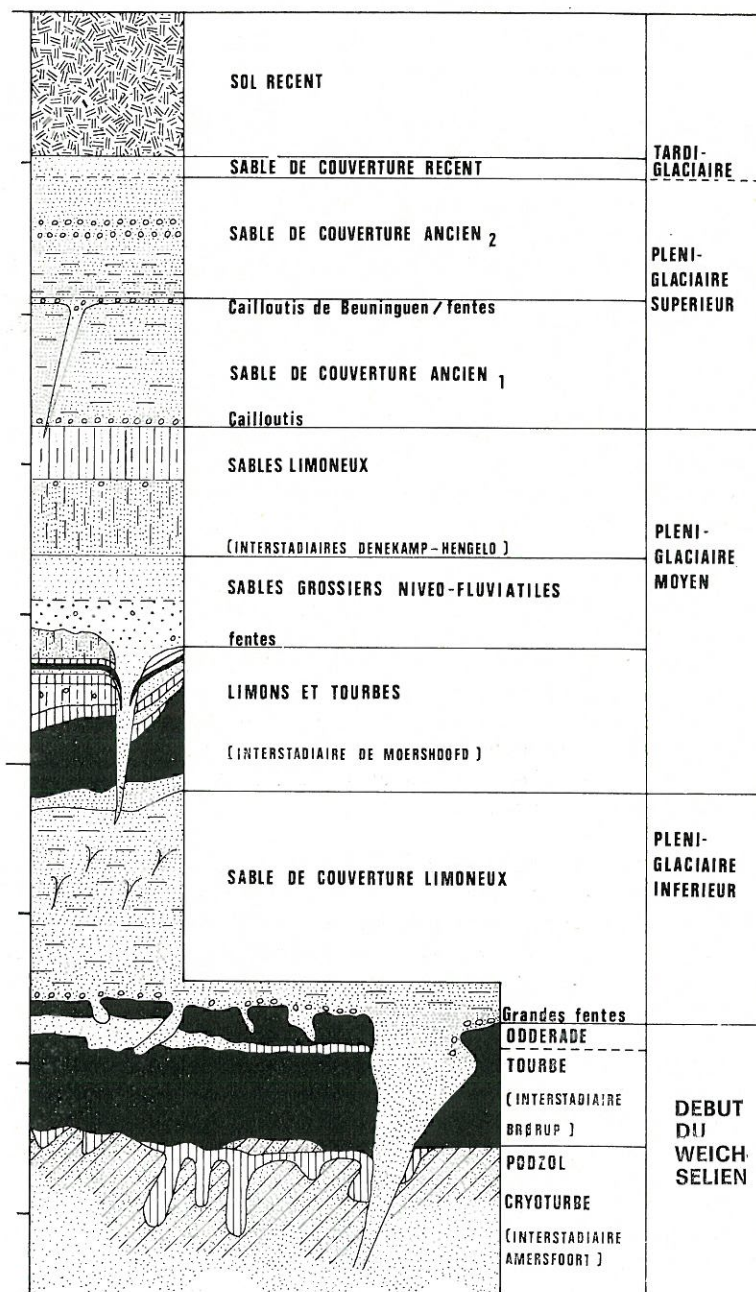 SOL RECENT
SABLE DE COUVERTURE RECENT
TARDI-
GLACIAIRE
SABLE DE COUVERTURE ANCIEN 2
PLENI-
GLACIAIRE
SUPERIEUR
Cailloutis de Beuninguen / fentes
SABLE DE COUVERTURE ANCIEN 1
Cailloutis
SABLES LIMONEUX
(INTERSTADIAIRES DENEKAMP-HENGELO)
PLENI-
GLACIAIRE
MOYEN
SABLES GROSSIERS NIVEO-FLUVIATILES
fentes
LIMONS ET TOURBES
(INTERSTADIAIRE DE MOERSHOOFD)
PLENI-
GLACIAIRE
INFERIEUR
SABLE DE COUVERTURE LIMONEUX
Grandes fentes
ODDERADE
TOURBE
(INTERSTADIAIRE
BRØRUP)
DEBUT
DU
WEICH-
SELIEN
PODZOL
CRYOTURBE
(INTERSTADIAIRE
AMERSFOORT)